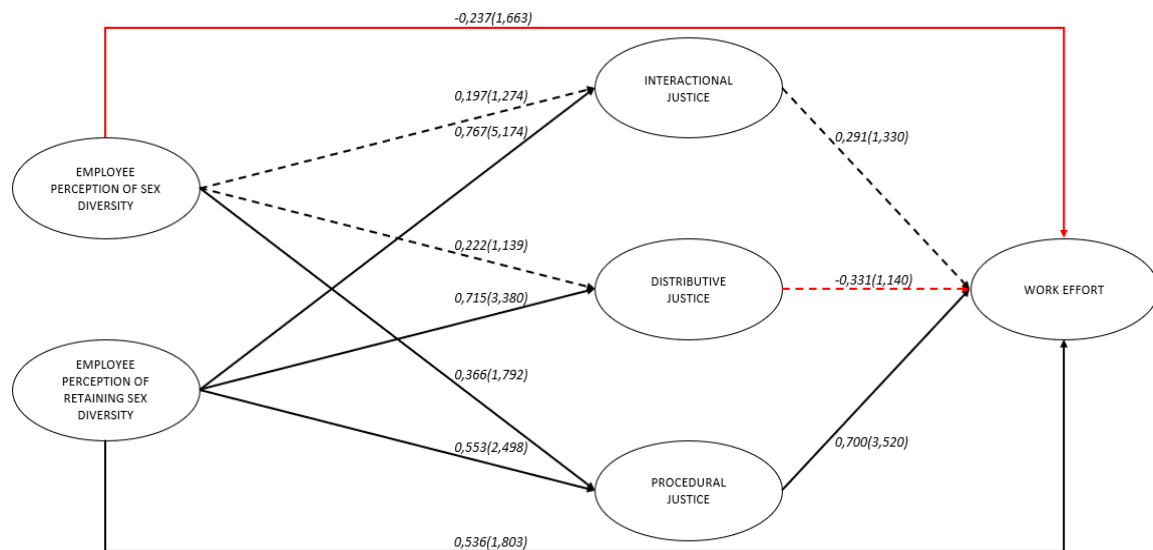 -0,237(1,663)
INTERACTIONAL
JUSTICE
0,197(1,274)
0,767(5,174)
0,291(1,330)
EMPLOYEE
PERCEPTION OF SEX
DIVERSITY
0,222(1,139)
DISTRIBUTIVE
JUSTICE
-0,331(1,140)
WORK EFFORT
0,715(3,380)
EMPLOYEE
PERCEPTION OF
RETAINING SEX
DIVERSITY
0,366(1,792)
0,553(2,498)
0,700(3,520)
PROCEDURAL
JUSTICE
0,536(1,803)